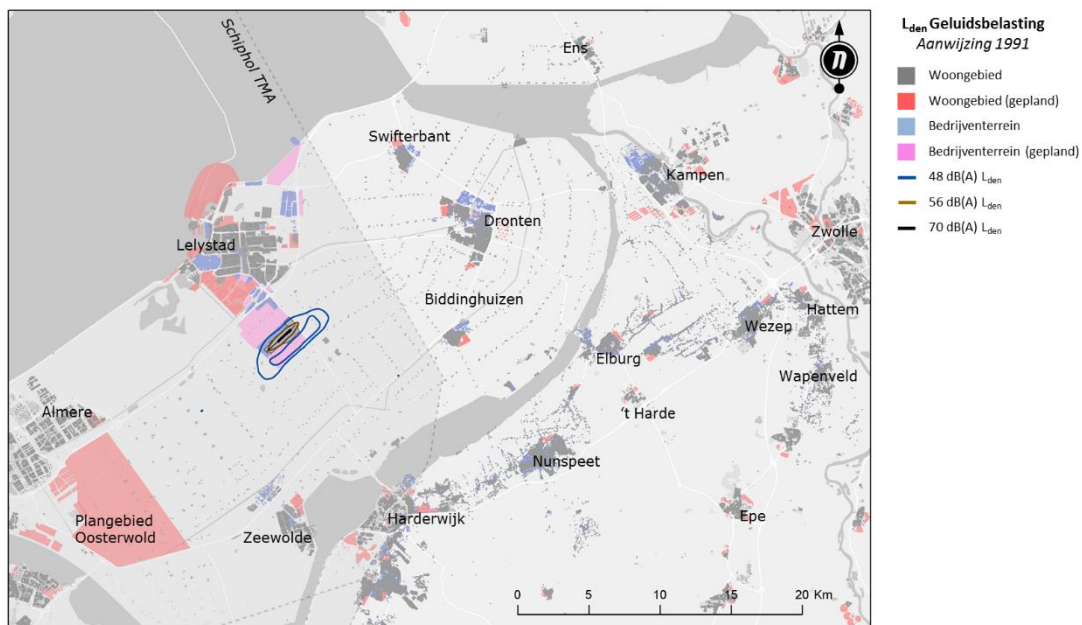 Schiphol TMA
Ens
Swifterbant
Kampen
Dronten
Zwolle
Lelystad
Biddinghuizen
Hattem
Wezep
Elburg
Wapenveld
Almere
't Harde
Nunspeet
Plangebied
Oosterwold
Zeewolde
Harderwijk
Epe
0 5 10 15 20 Km
Lden Geluidsbelasting
Aanwijzing 1991
Woongebied
Woongebied (gepland)
Bedrijventerrein
Bedrijventerrein (gepland)
48 dB(A) Lden
56 dB(A) Lden
70 dB(A) Lden